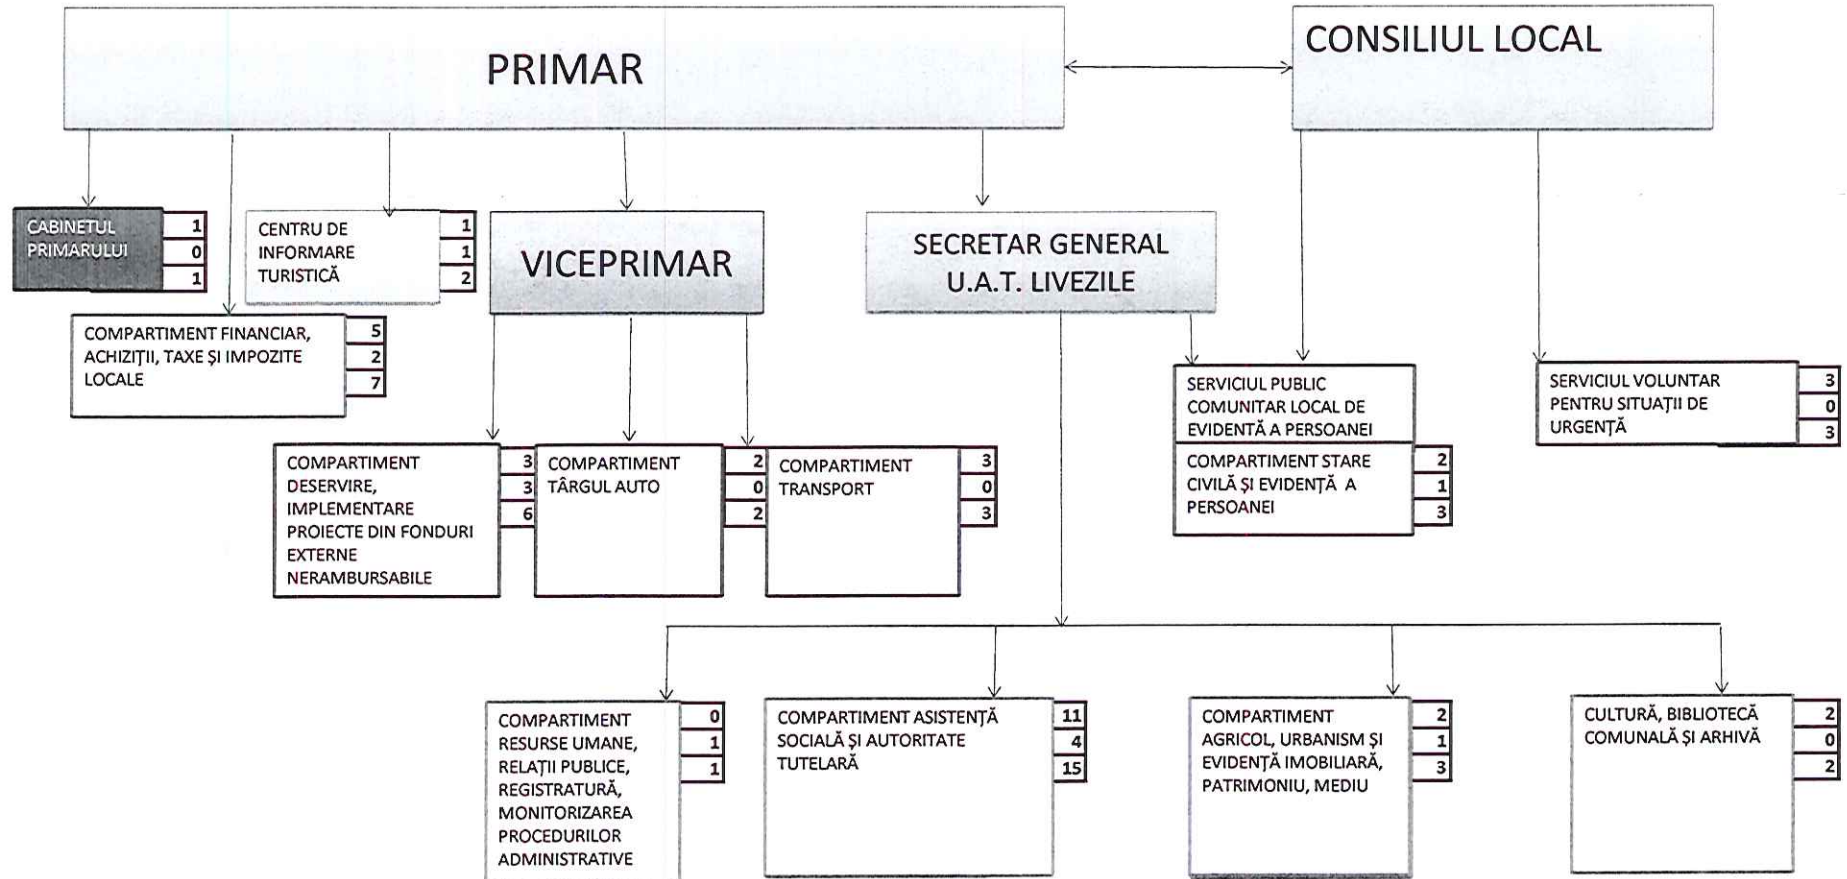 PRIMAR
CONSILIUL LOCAL
CABINETUL
PRIMARULUI
1
0
1
CENTRU DE
INFORMARE
TURISTICĂ
1
1
2
VICEPRIMAR
SECRETAR GENERAL
U.A.T. LIVEZILE
COMPARTIMENT FINANCIAR,
ACHIZIȚII, TAXE ȘI IMPOZITE
LOCALE
5
2
7
SERVICIUL PUBLIC
COMUNITAR LOCAL DE
EVIDENTĂ A PERSOANEI
COMPARTIMENT STARE
CIVILĂ ȘI EVIDENȚĂ A
PERSOANEI
2
1
3
SERVICIUL VOLUNTAR
PENTRU SITUAȚII DE
URGENȚĂ
3
0
3
COMPARTIMENT
DESERVIRE,
IMPLEMENTARE
PROIECTE DIN FONDURI
EXTERNE
NERAMBURSABILE
3
3
6
COMPARTIMENT
TÂRGUL AUTO
2
0
2
COMPARTIMENT
TRANSPORT
3
0
3
COMPARTIMENT
RESURSE UMANE,
RELAȚII PUBLICE,
REGISTRATURĂ,
MONITORIZAREA
PROCEDURILOR
ADMINISTRATIVE
0
1
1
COMPARTIMENT ASISTENȚĂ
SOCIALĂ ȘI AUTORITATE
TUTELARĂ
11
4
15
COMPARTIMENT
AGRICOL, URBANISM ȘI
EVIDENȚĂ IMOBILIARĂ,
PATRIMONIU, MEDIU
2
1
3
CULTURĂ, BIBLIOTECĂ
COMUNALĂ ȘI ARHIVĂ
2
0
2